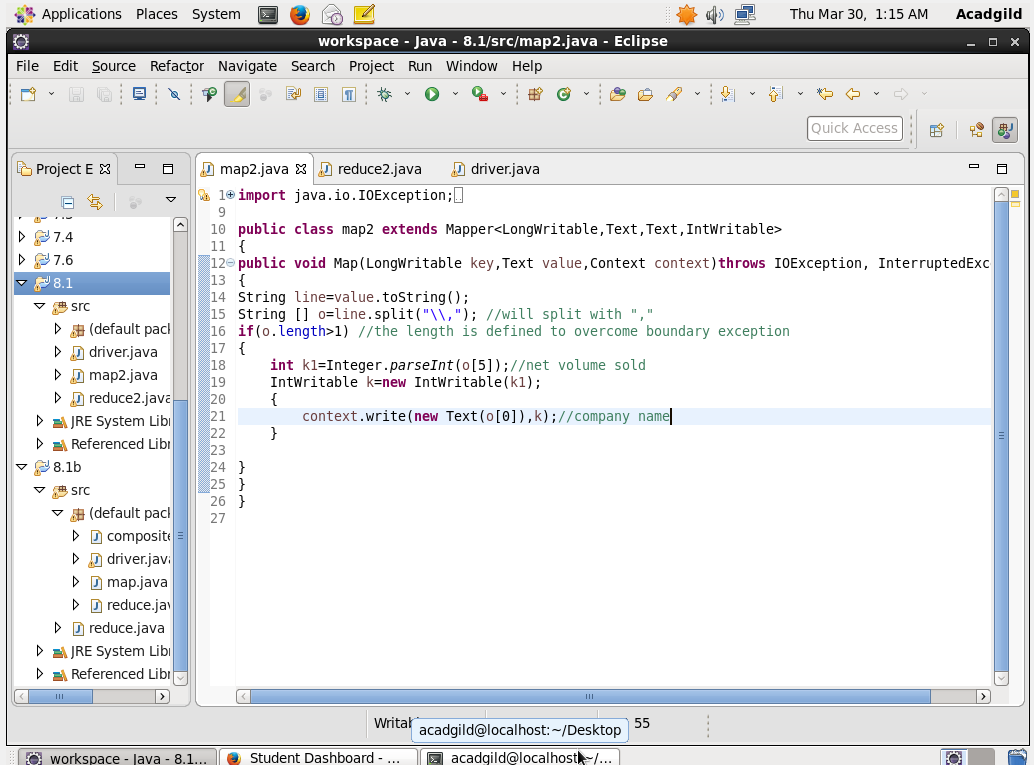 Applications Places System Thu Mar 30, 1:15 AM Acadgild
workspace - Java - 8.1/src/map2.java - Eclipse
File Edit Source Refactor Navigate Search Project Run Window Help
Quick Access
Project E
map2.java
reduce2.java
driver.java
7.4
7.6
8.1
src
(default pack
driver.java
map2.java
reduce2.java
JRE System Libr
Referenced Libr
8.1b
src
(default pack
composite
driver.java
map.java
reduce.jav
reduce.java
JRE System Libr
Referenced Libr
1 import java.io.IOException;
9
10 public class map2 extends Mapper<LongWritable,Text,Text,IntWritable>
11 {
12 public void Map(LongWritable key,Text value,Context context)throws IOException, InterruptedExc
13 {
14 String line=value.toString();
15 String [] o=line.split("\\,"); //will split with ","
16 if(o.length>1) //the length is defined to overcome boundary exception
17 {
18 int k1=Integer.parseInt(o[5]);//net volume sold
19 IntWritable k=new IntWritable(k1);
20 {
21 context.write(new Text(o[0]),k);//company name
22 }
23
24 }
25 }
26 }
27
Writab 55
acadgild@localhost:~/Desktop
workspace - Java - 8.1... Student Dashboard - ... acadgild@localhost:~/...